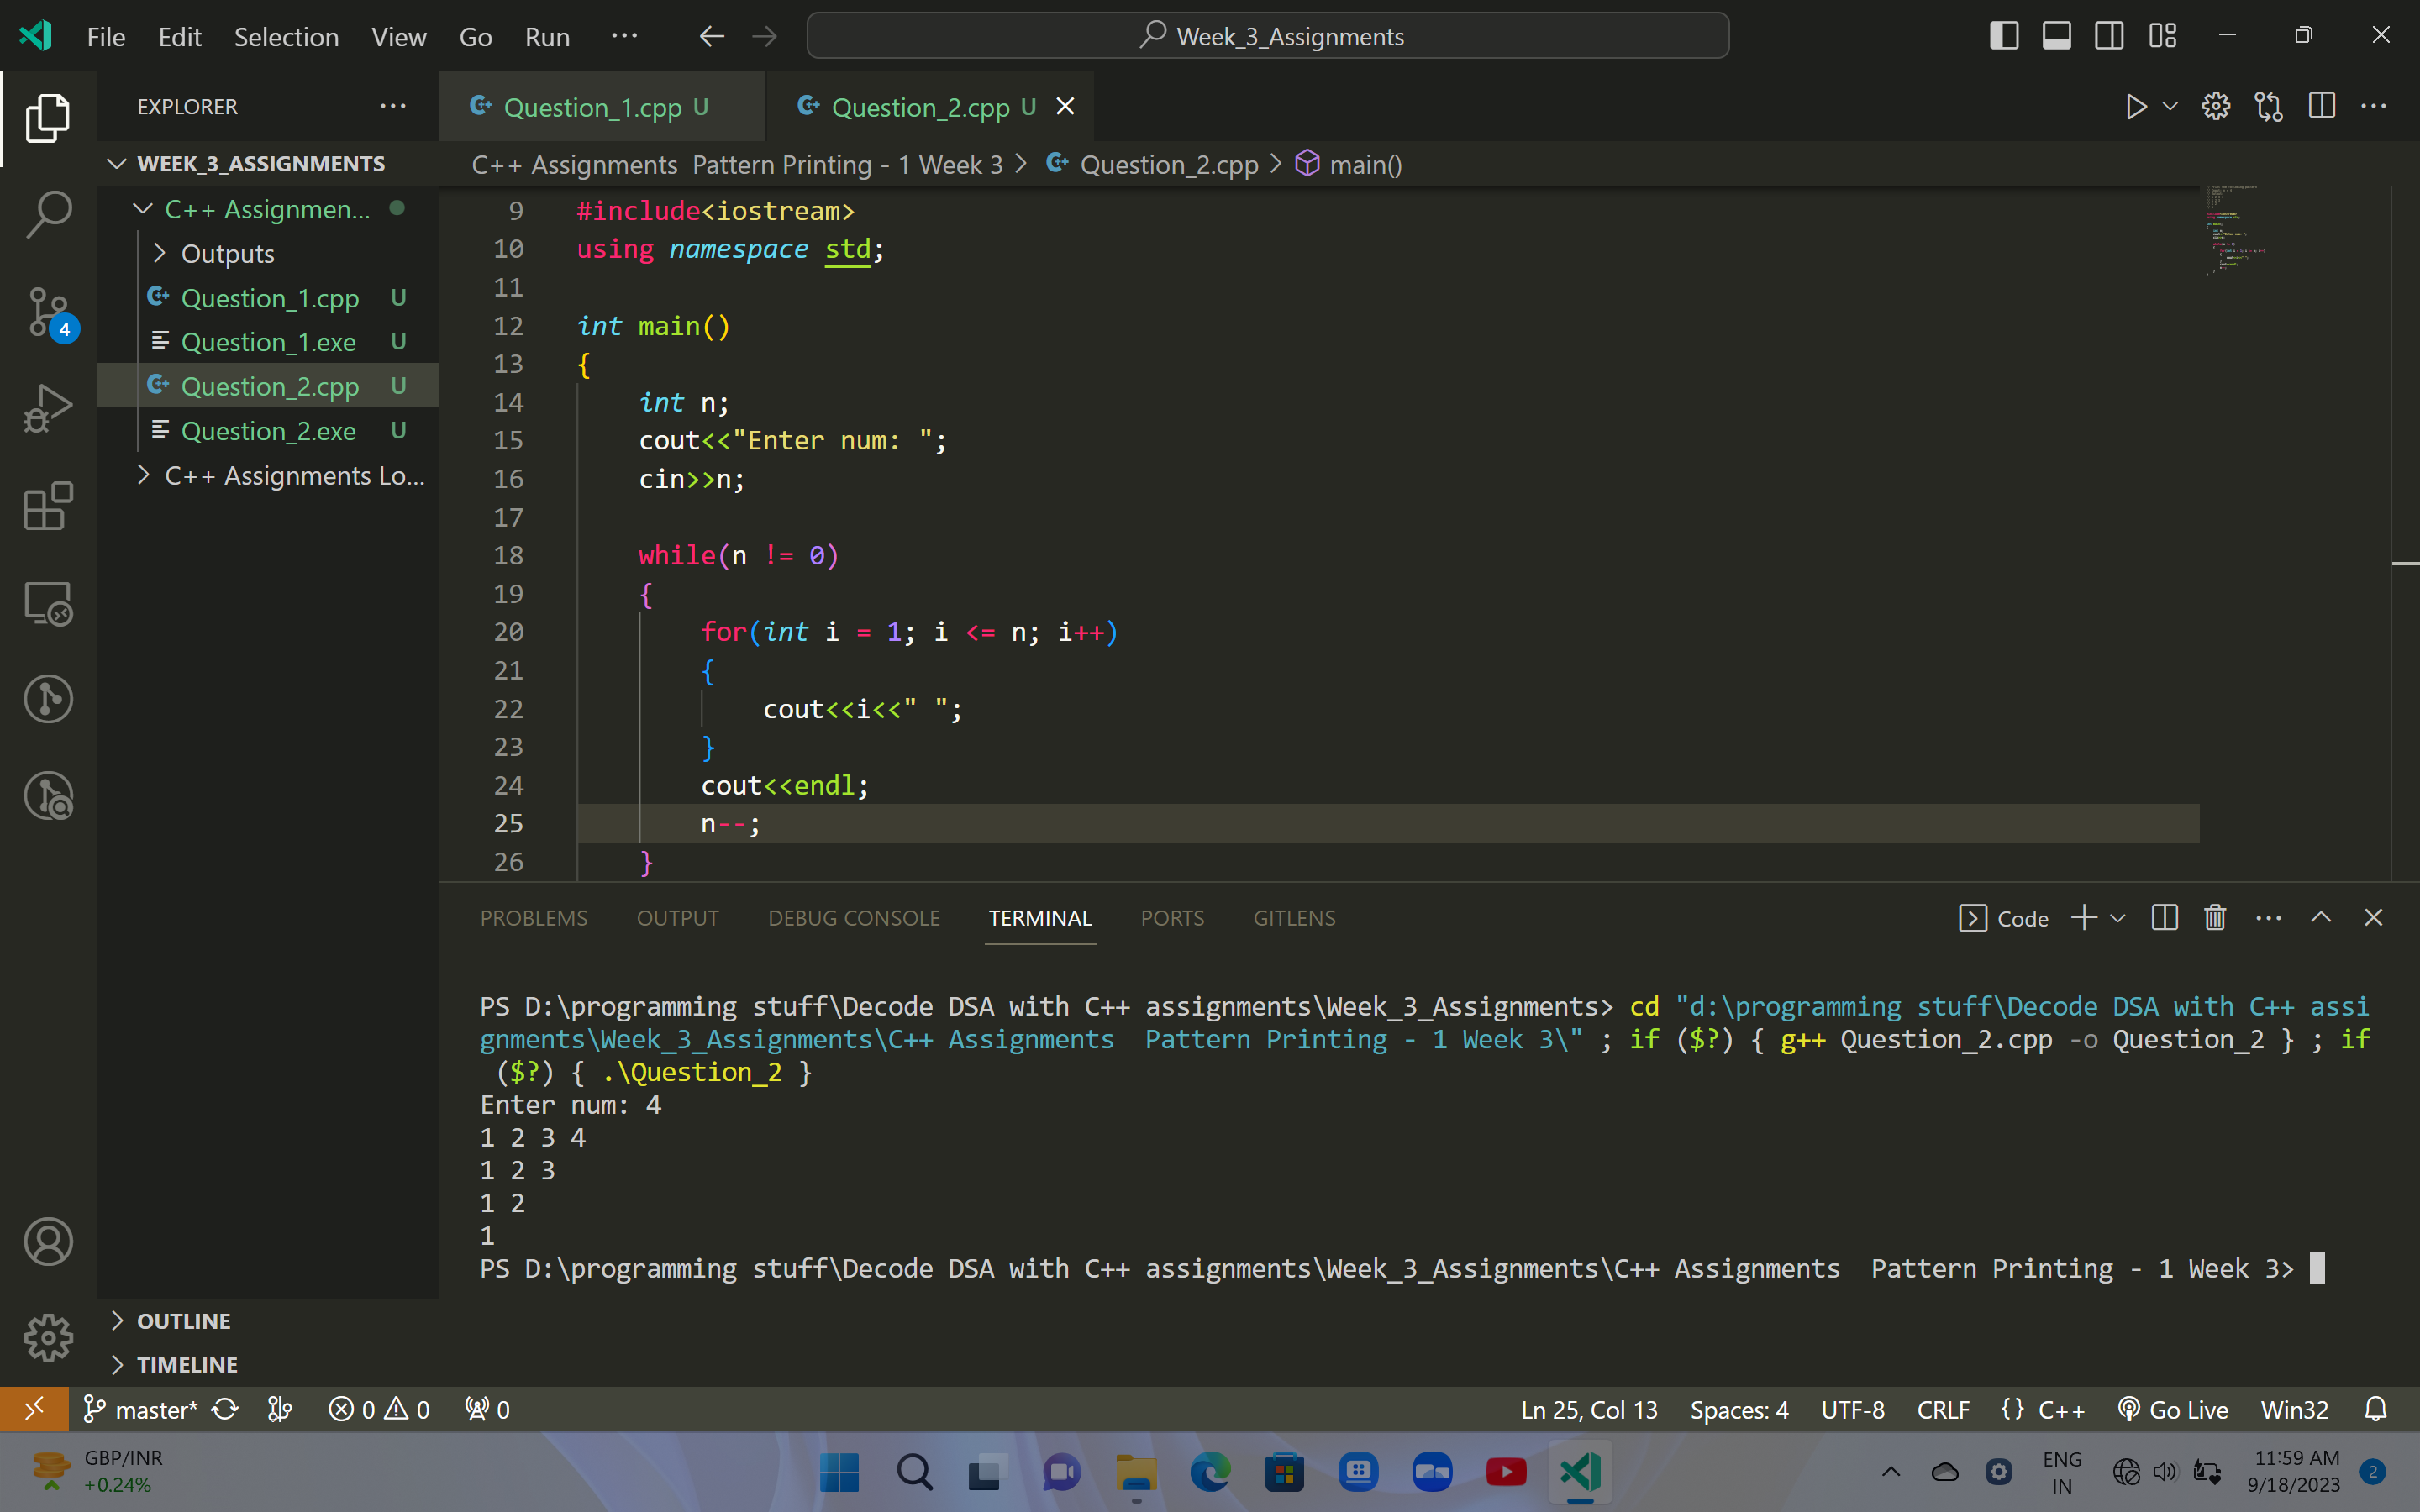 File Edit Selection View Go Run ··· Week_3_Assignments
EXPLORER ···
Question_1.cpp U Question_2.cpp U
WEEK_3_ASSIGNMENTS
C++ Assignments Pattern Printing - 1 Week 3 > Question_2.cpp > main()
C++ Assignmen...
Outputs
Question_1.cpp U
Question_1.exe U
Question_2.cpp U
Question_2.exe U
C++ Assignments Lo...
4
9 #include<iostream>
10 using namespace std;
11
12 int main()
13 {
14 int n;
15 cout<<"Enter num: ";
16 cin>>n;
17
18 while(n != 0)
19 {
20 for(int i = 1; i <= n; i++)
21 {
22 cout<<i<<" ";
23 }
24 cout<<endl;
25 n--;
26 }
PROBLEMS OUTPUT DEBUG CONSOLE TERMINAL PORTS GITLENS Code
PS D:\programming stuff\Decode DSA with C++ assignments\Week_3_Assignments> cd "d:\programming stuff\Decode DSA with C++ assi
gnments\Week_3_Assignments\C++ Assignments  Pattern Printing - 1 Week 3\" ; if ($?) { g++ Question_2.cpp -o Question_2 } ; if
($?) { .\Question_2 }
Enter num: 4
1 2 3 4
1 2 3
1 2
1
PS D:\programming stuff\Decode DSA with C++ assignments\Week_3_Assignments\C++ Assignments  Pattern Printing - 1 Week 3>
OUTLINE
TIMELINE
master* 0 0 0 Ln 25, Col 13 Spaces: 4 UTF-8 CRLF {} C++ Go Live Win32
GBP/INR
+0.24%
ENG
IN
11:59 AM
9/18/2023
2